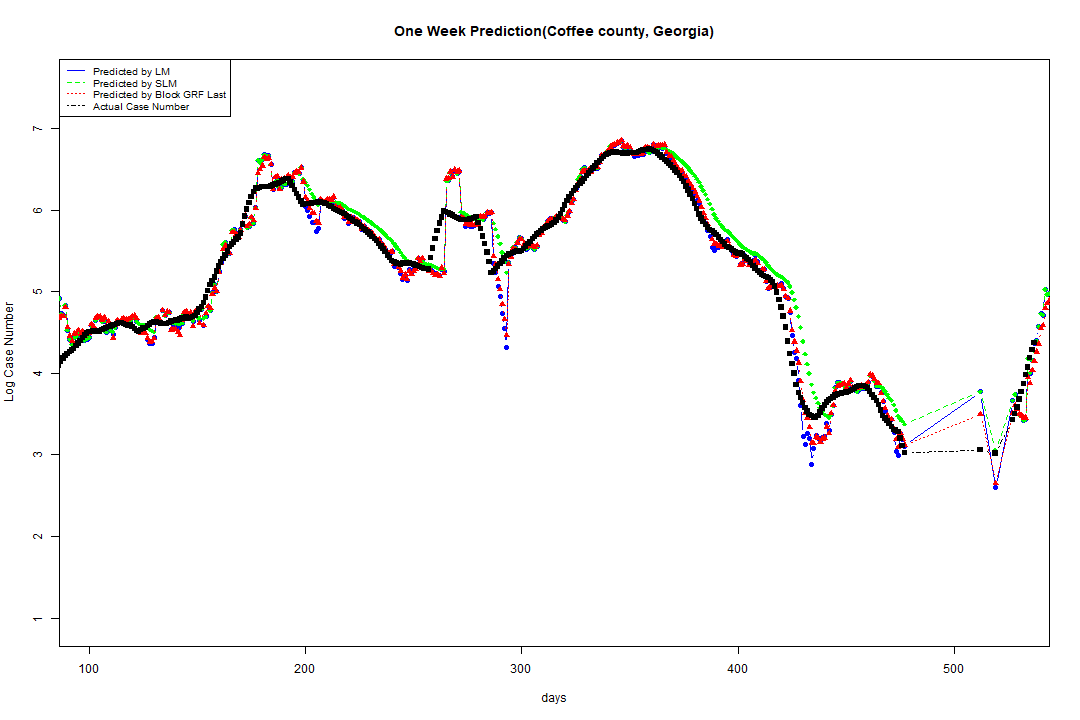 One Week Prediction(Coffee county, Georgia)
Predicted by LM
Predicted by SLM
Predicted by Block GRF Last
Actual Case Number
7
6
5
4
3
2
1
Log Case Number
100 200 300 400 500
days